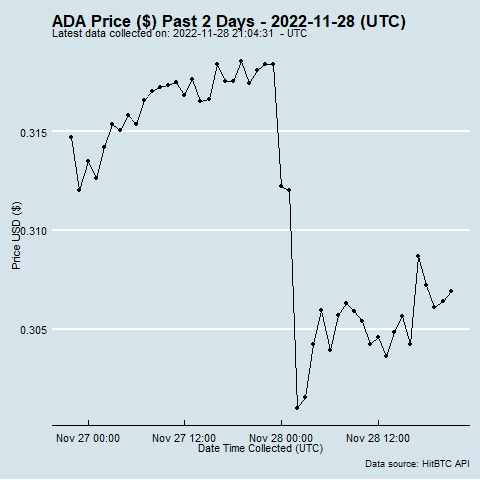 ADA Price ($) Past 2 Days - 2022-11-28 (UTC)
Latest data collected on: 2022-11-28 21:04:31 - UTC
0.315
0.310
0.305
Price USD ($)
Nov 27 00:00 Nov 27 12:00 Nov 28 00:00 Nov 28 12:00
Date Time Collected (UTC)
Data source: HitBTC API